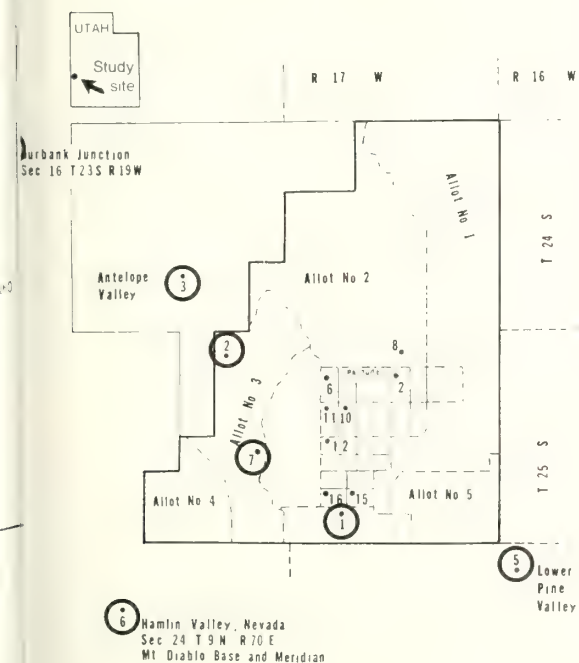 UTAH
Study
site
R 17 W
R 16 W
Burbank Junction
Sec 16 T23S R19W
Allot No 1
T 24 S
Antelope
Valley
3
Allot No 2
2
8
6
2
11 10
Allot No 3
12
7
T 25 S
16 15
Allot No 4
Allot No 5
1
5
Lower
Pine
Valley
6
Hamlin Valley, Nevada
Sec 24 T 9 N R 70 E
Mt Diablo Base and Meridian